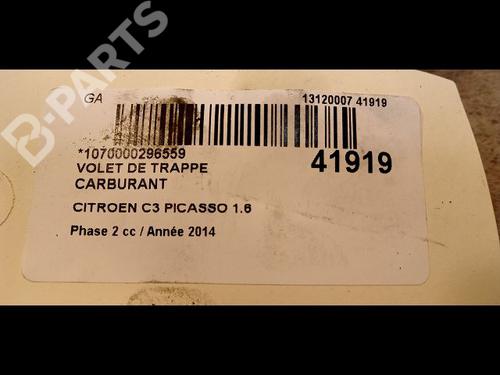 B-PARTS
GA
13120007 41919
*1070000296559
41919
VOLET DE TRAPPE
CARBURANT
CITROEN C3 PICASSO 1.6
Phase 2 cc / Année 2014